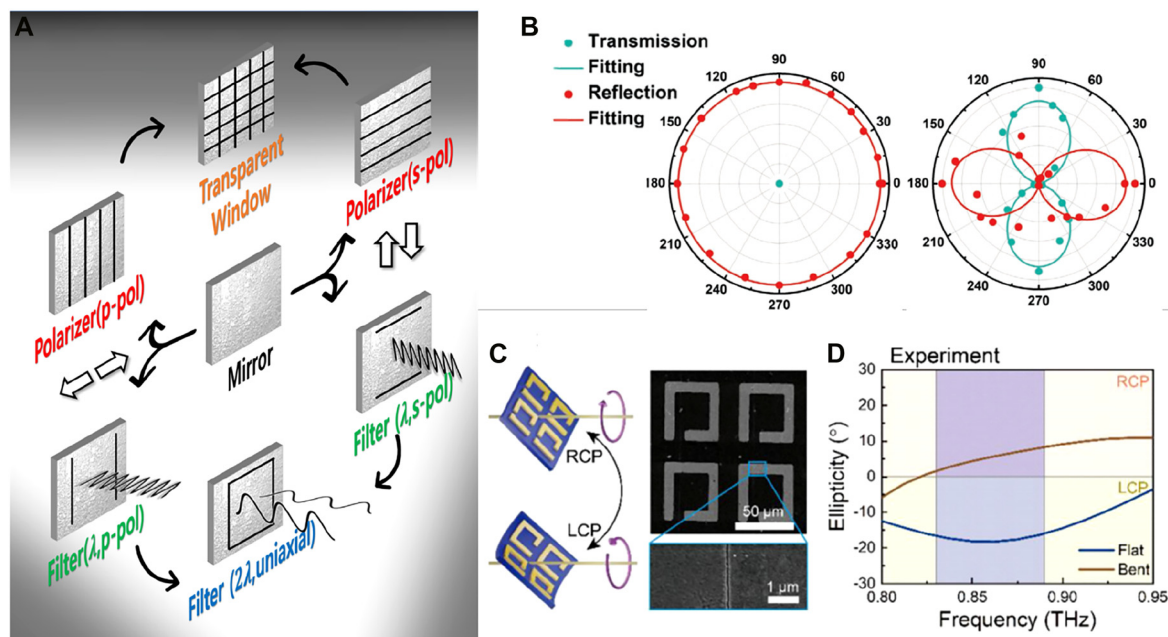 A
Transparent
Window
Polarizer(s-pol)
Polarizer(p-pol)
Mirror
Filter (λ,s-pol)
Filter(λ,p-pol)
Filter (2λ,uniaxial)
B
Transmission
Fitting
Reflection
Fitting
90
120
60
150
30
180
0
210
330
240
300
270
90
120
60
150
30
180
0
210
330
240
300
270
C
RCP
LCP
50 μm
1 μm
D
Experiment
RCP
LCP
Flat
Bent
Ellipticity (°)
30
20
10
0
-10
-20
-30
0.80
0.85
0.90
0.95
Frequency (THz)